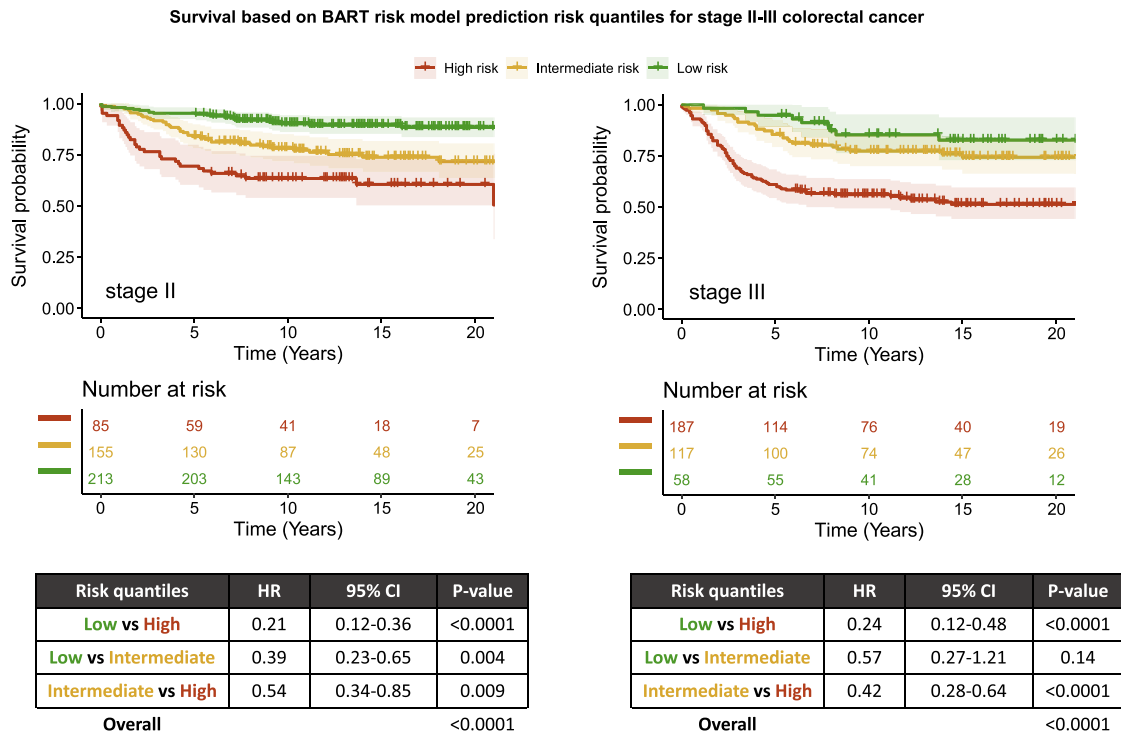 Survival based on BART risk model prediction risk quantiles for stage II-III colorectal cancer
High risk Intermediate risk Low risk
Survival probability
1.00
0.75
0.50
0.25
0.00
stage II
0 5 10 15 20
Time (Years)
Number at risk
85 59 41 18 7
155 130 87 48 25
213 203 143 89 43
0 5 10 15 20
Time (Years)
Risk quantiles HR 95% CI P-value
Low vs High 0.21 0.12-0.36 <0.0001
Low vs Intermediate 0.39 0.23-0.65 0.004
Intermediate vs High 0.54 0.34-0.85 0.009
Overall <0.0001
Survival probability
1.00
0.75
0.50
0.25
0.00
stage III
0 5 10 15 20
Time (Years)
Number at risk
187 114 76 40 19
117 100 74 47 26
58 55 41 28 12
0 5 10 15 20
Time (Years)
Risk quantiles HR 95% CI P-value
Low vs High 0.24 0.12-0.48 <0.0001
Low vs Intermediate 0.57 0.27-1.21 0.14
Intermediate vs High 0.42 0.28-0.64 <0.0001
Overall <0.0001